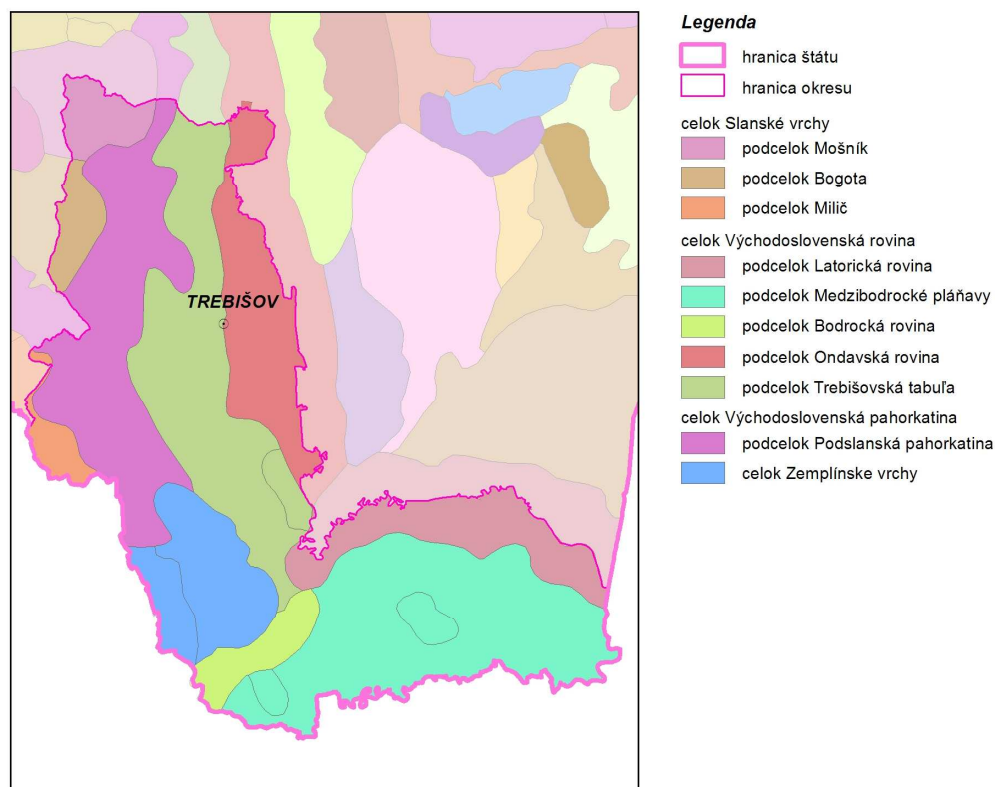 TREBIŠOV
Legenda
hranica štátu
hranica okresu
celok Slanské vrchy
podcelok Mošník
podcelok Bogota
podcelok Milič
celok Východoslovenská rovina
podcelok Latorická rovina
podcelok Medzibodrocké pláňavy
podcelok Bodrocká rovina
podcelok Ondavská rovina
podcelok Trebišovská tabuľa
celok Východoslovenská pahorkatina
podcelok Podslanská pahorkatina
celok Zemplínske vrchy